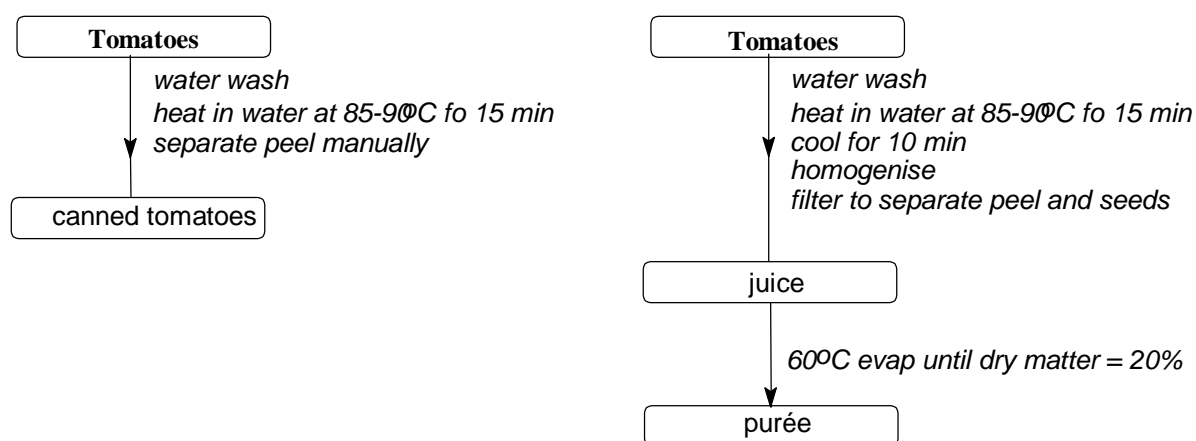 Tomatoes
water wash
heat in water at 85-90ºC fo 15 min
separate peel manually
canned tomatoes
Tomatoes
water wash
heat in water at 85-90ºC fo 15 min
cool for 10 min
homogenise
filter to separate peel and seeds
juice
60ºC evap until dry matter = 20%
purée